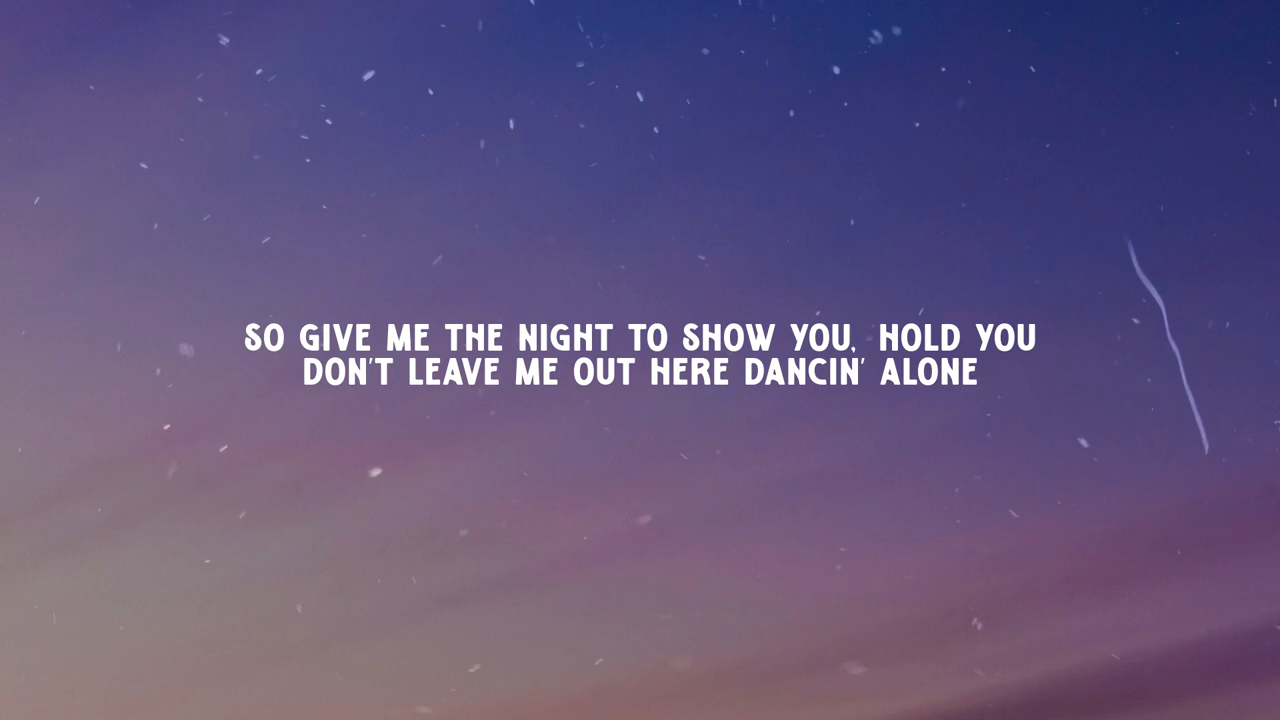 SO GIVE ME THE NIGHT TO SHOW YOU, HOLD YOU
DON'T LEAVE ME OUT HERE DANCIN' ALONE